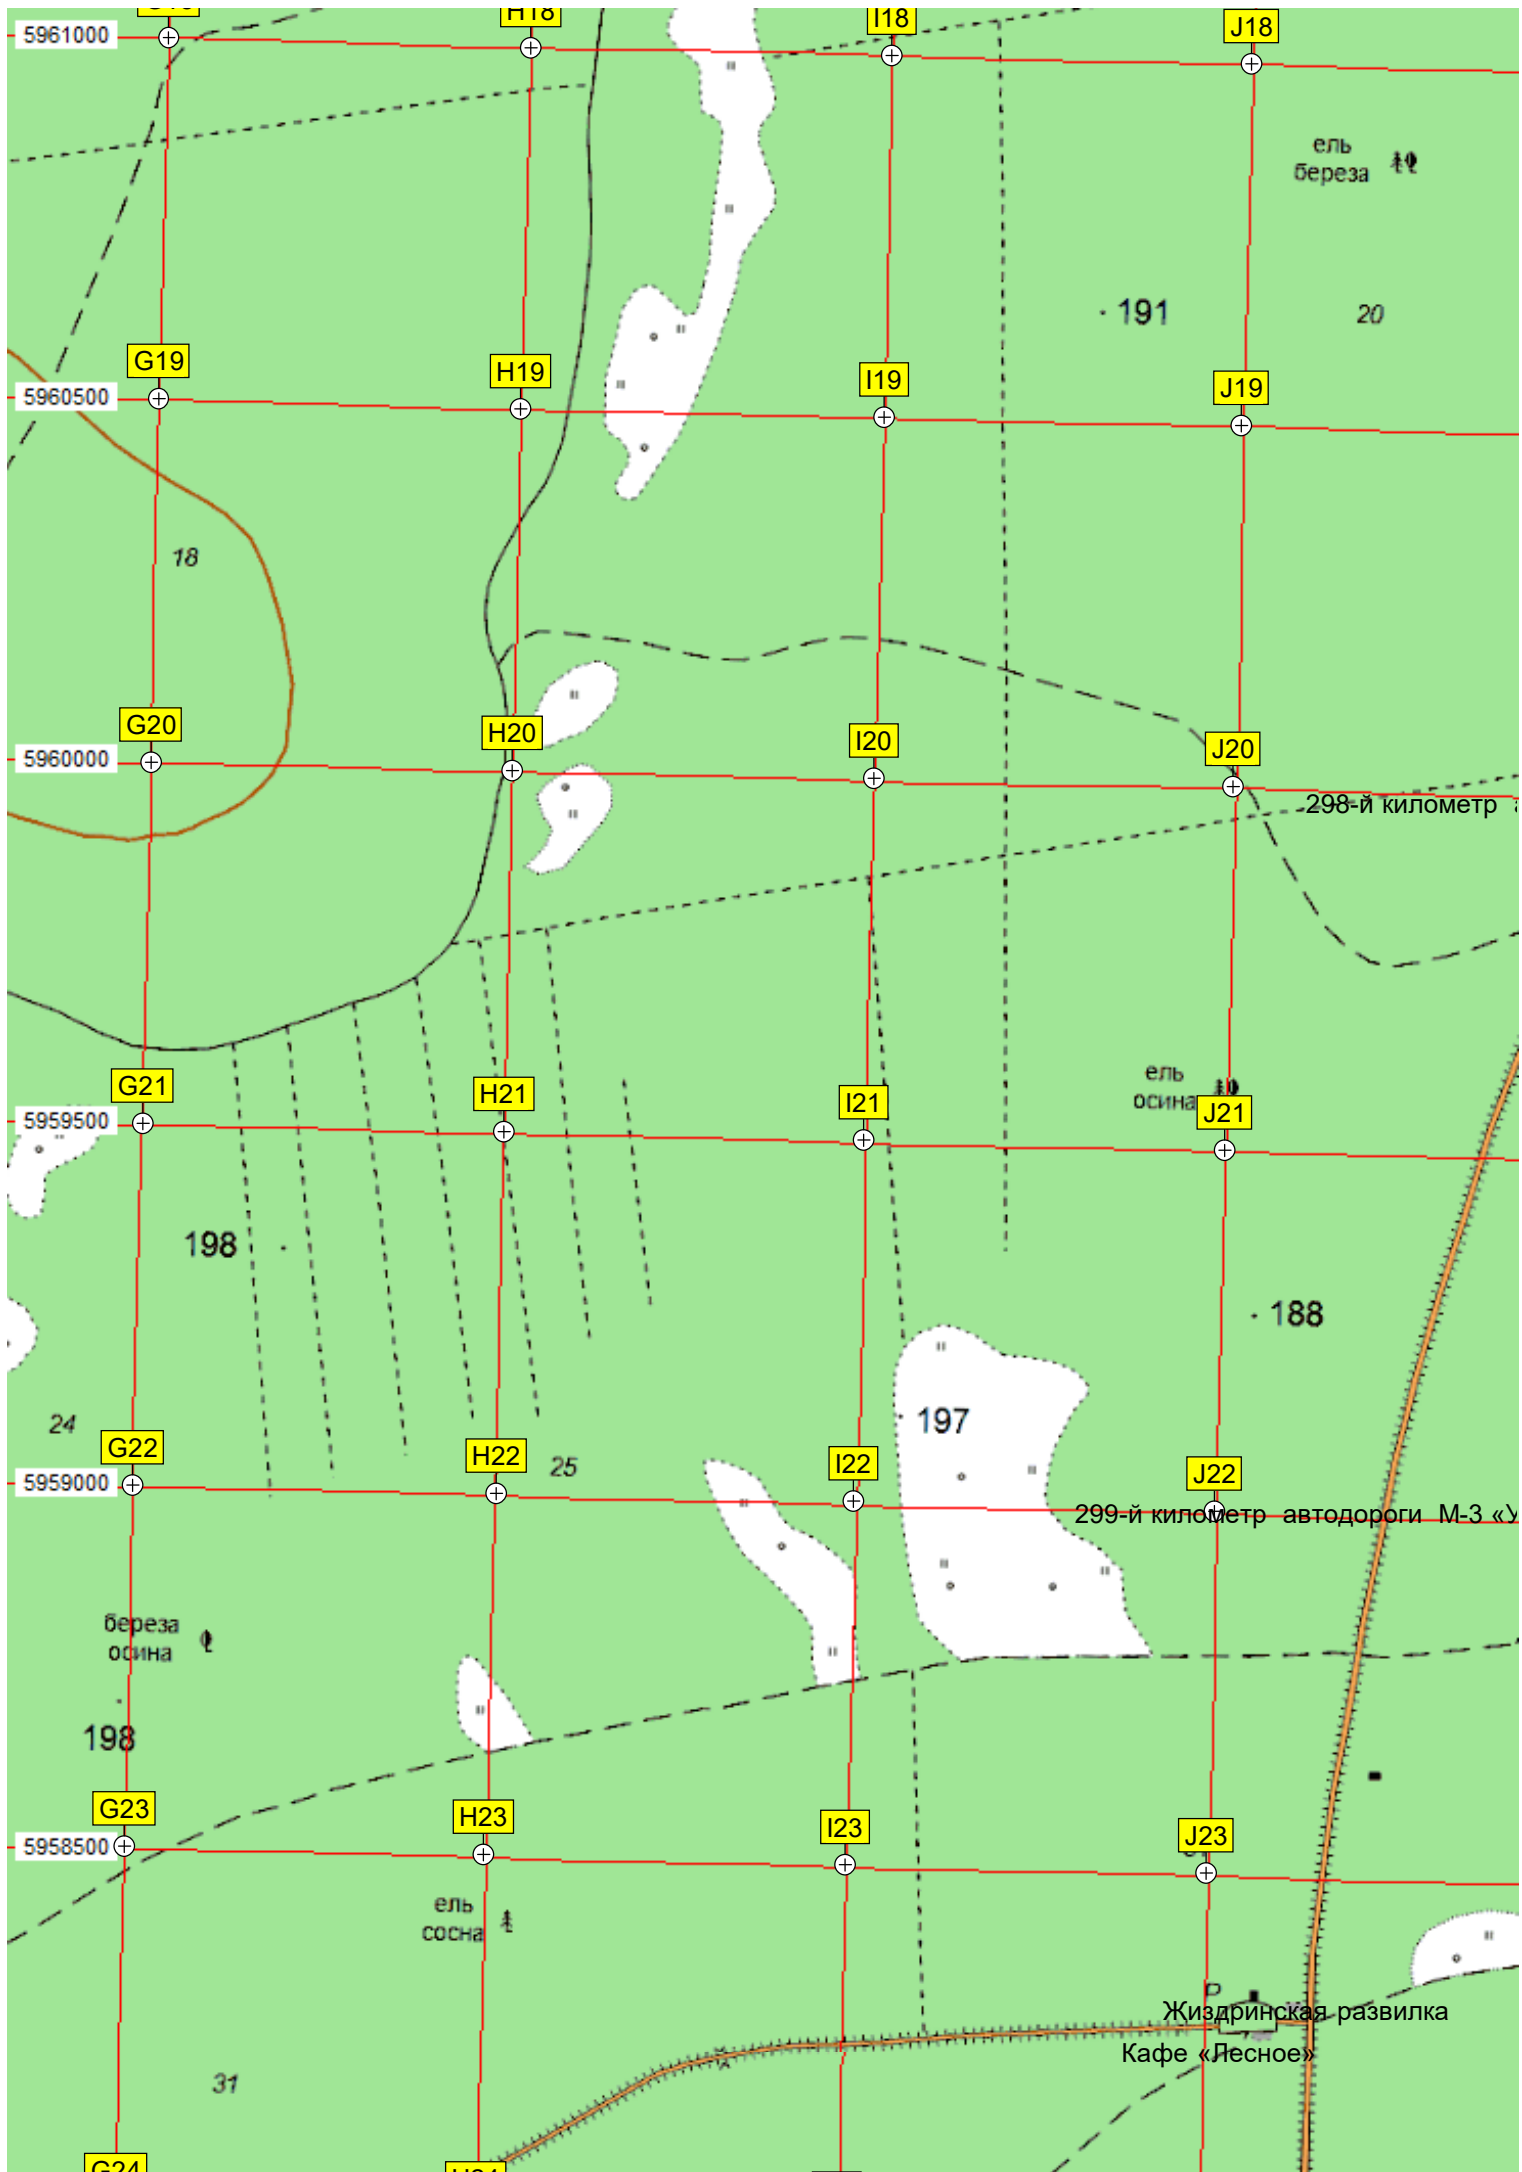 H18
I18
J18
5961000
ель
береза
191
20
G19
H19
I19
J19
5960500
18
G20
H20
I20
J20
5960000
298-й километр
ель
осина
G21
H21
I21
J21
5959500
198
188
24
197
G22
H22
25
I22
J22
5959000
299-й километр автодороги М-3 «У
береза
осина
198
G23
H23
I23
J23
5958500
ель
сосна
Р
Жиздринская развилка
Кафе «Лесное»
31
G24
H24